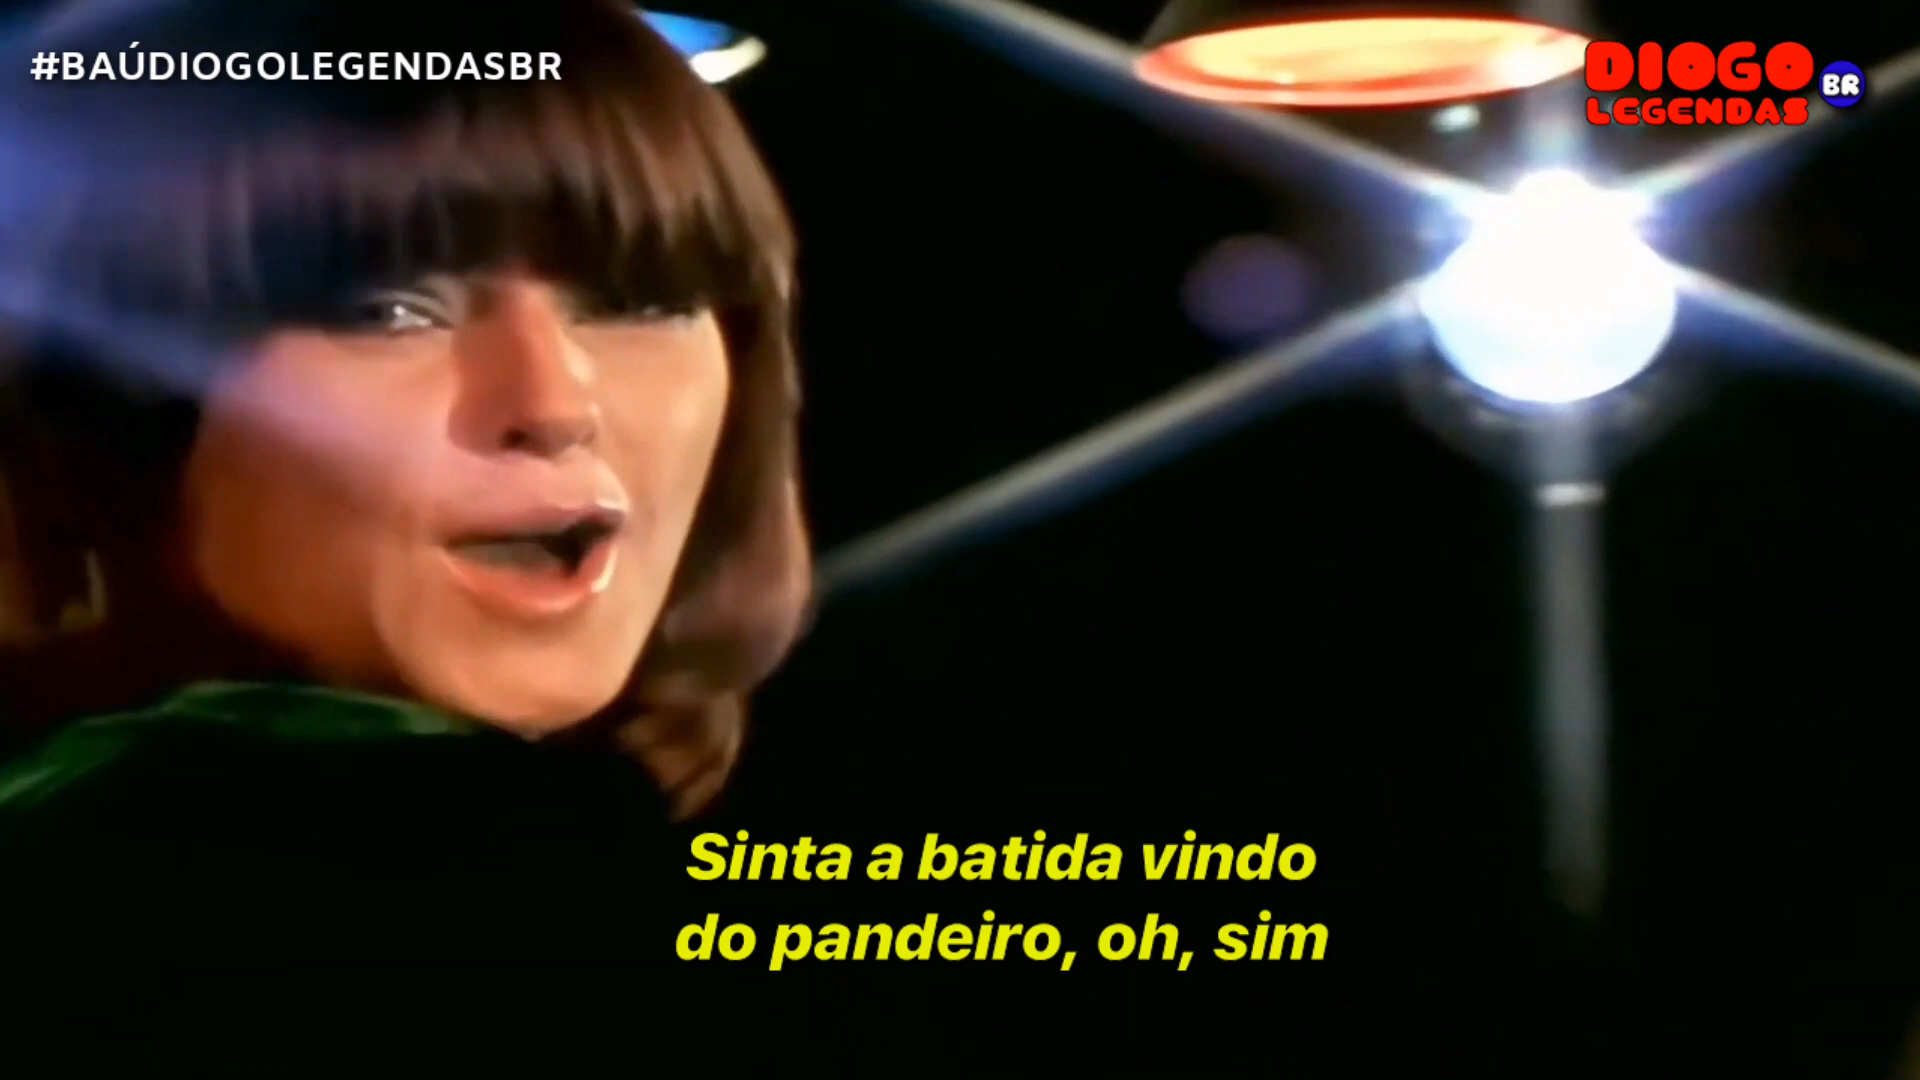 #BAÚDIOGOLEGENDASBR
DIOGO
LEGENDAS
BR
Sinta a batida vindo
do pandeiro, oh, sim